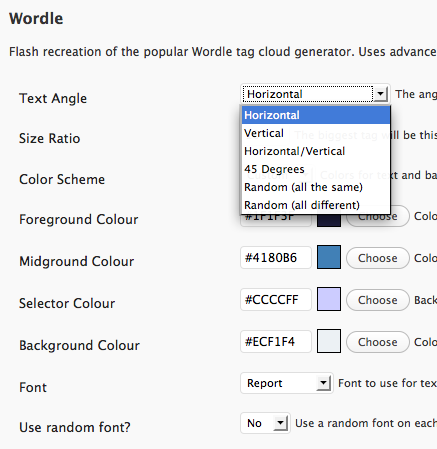 Wordle
Flash recreation of the popular Wordle tag cloud generator. Uses advance
Text Angle
Horizontal
The ang
Horizontal
Vertical
Horizontal/Vertical
45 Degrees
Random (all the same)
Random (all different)
Size Ratio
The biggest tag will be this
Color Scheme
Colors for text and ba
Foreground Colour
#1F1F3F
Choose
Colo
Midground Colour
#4180B6
Choose
Colo
Selector Colour
#CCCCFF
Choose
Back
Background Colour
#ECF1F4
Choose
Colo
Font
Report
Font to use for tex
Use random font?
No
Use a random font on each